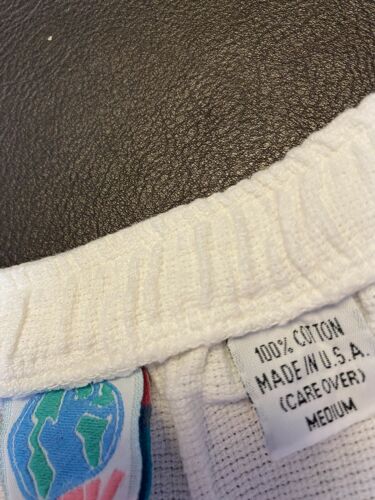 100% COTTON
MADE IN U.S.A.
(CARE OVER)
MEDIUM